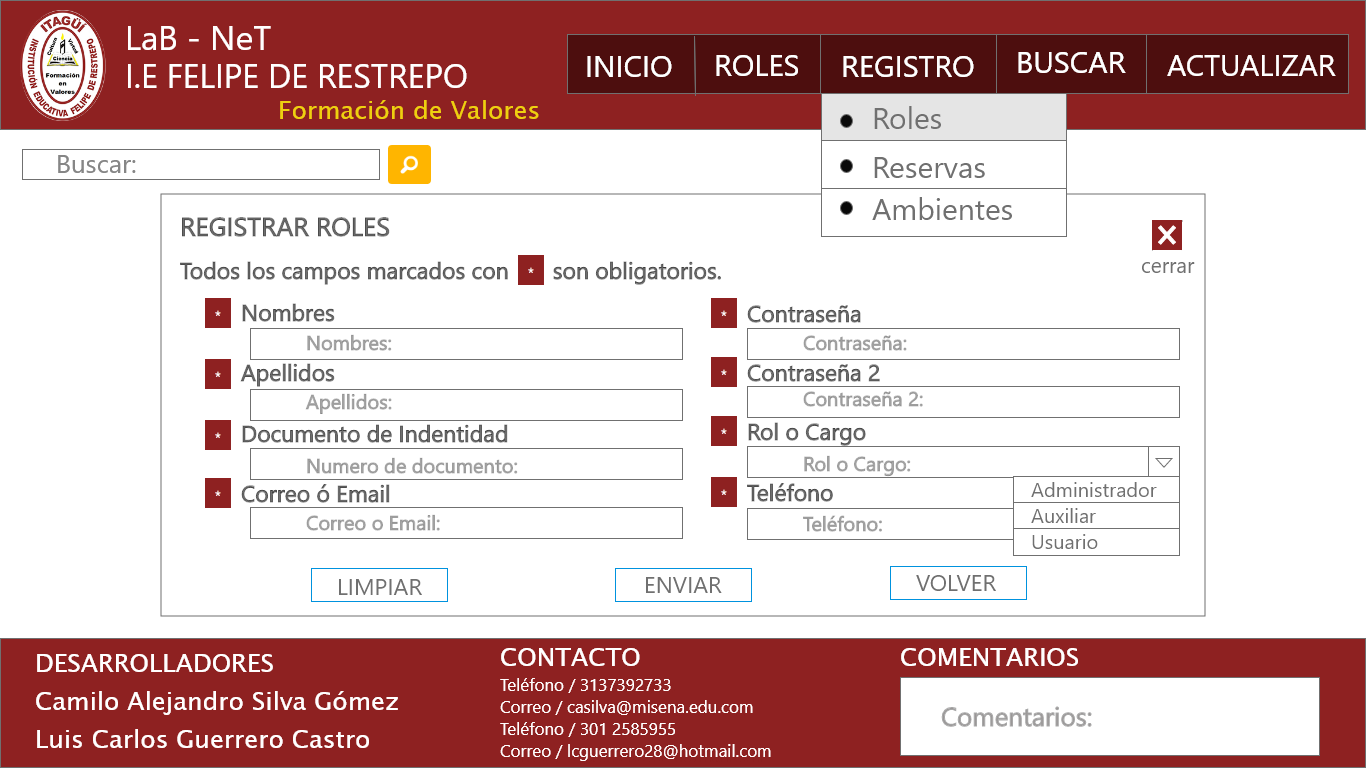 ITAGÜÍ
INSTITUCIÓN EDUCATIVA FELIPE DE RESTREPO
Ciencia
Formación
en
Valores
LaB - NeT
I.E FELIPE DE RESTREPO
Formación de Valores
INICIO ROLES REGISTRO BUSCAR ACTUALIZAR
Roles
Reservas
Ambientes
Buscar:
REGISTRAR ROLES
cerrar
Todos los campos marcados con * son obligatorios.
* Nombres
Nombres:
* Apellidos
Apellidos:
* Documento de Indentidad
Numero de documento:
* Correo ó Email
Correo o Email:
* Contraseña
Contraseña:
* Contraseña 2
Contraseña 2:
* Rol o Cargo
Rol o Cargo:
Administrador
Auxiliar
Usuario
* Teléfono
Teléfono:
LIMPIAR ENVIAR VOLVER
DESARROLLADORES
Camilo Alejandro Silva Gómez
Luis Carlos Guerrero Castro
CONTACTO
Teléfono / 3137392733
Correo / casilva@misena.edu.com
Teléfono / 301 2585955
Correo / lcguerrero28@hotmail.com
COMENTARIOS
Comentarios: